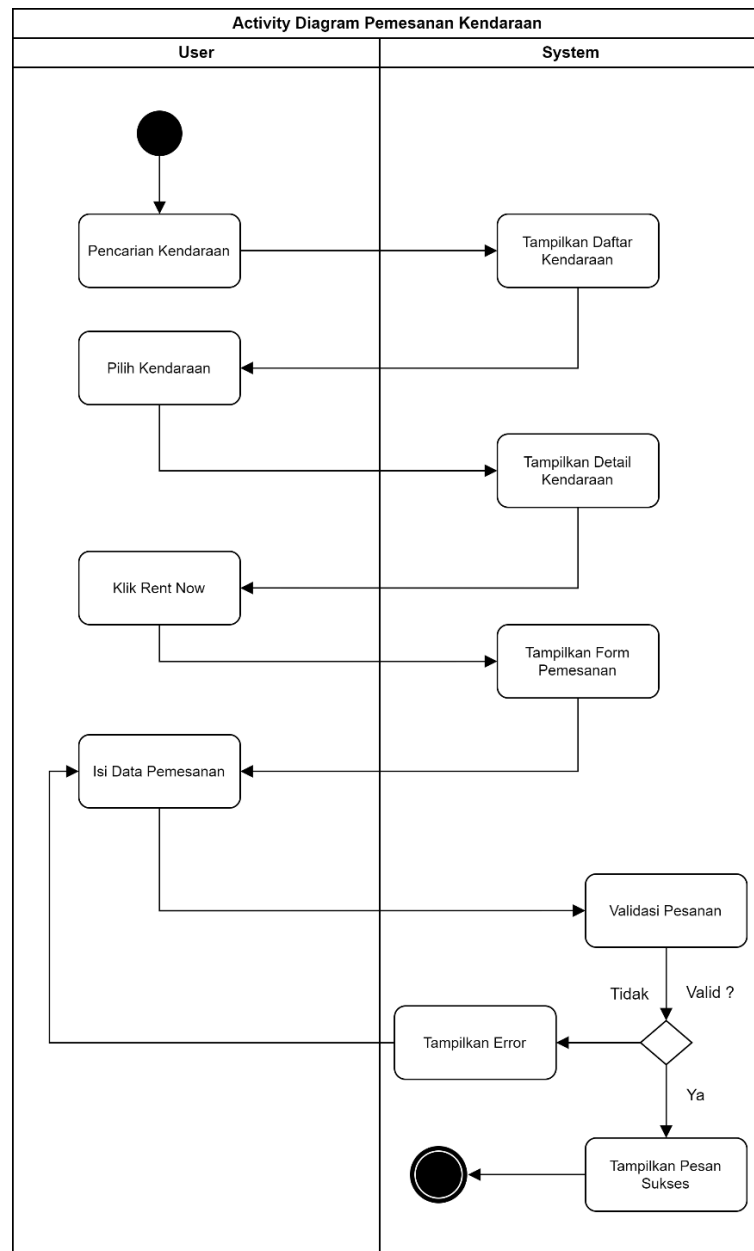 Activity Diagram Pemesanan Kendaraan
User
System
Pencarian Kendaraan
Tampilkan Daftar
Kendaraan
Pilih Kendaraan
Tampilkan Detail
Kendaraan
Klik Rent Now
Tampilkan Form
Pemesanan
Isi Data Pemesanan
Validasi Pesanan
Tidak
Valid ?
Tampilkan Error
Ya
Tampilkan Pesan
Sukses